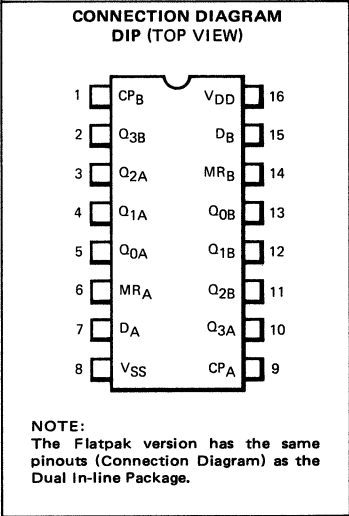 CONNECTION DIAGRAM
DIP (TOP VIEW)
1 CPB VDD 16
2 Q3B DB 15
3 Q2A MRB 14
4 Q1A Q0B 13
5 Q0A Q1B 12
6 MRA Q2B 11
7 DA Q3A 10
8 VSS CPA 9
NOTE:
The Flatpak version has the same
pinouts (Connection Diagram) as the
Dual In-line Package.